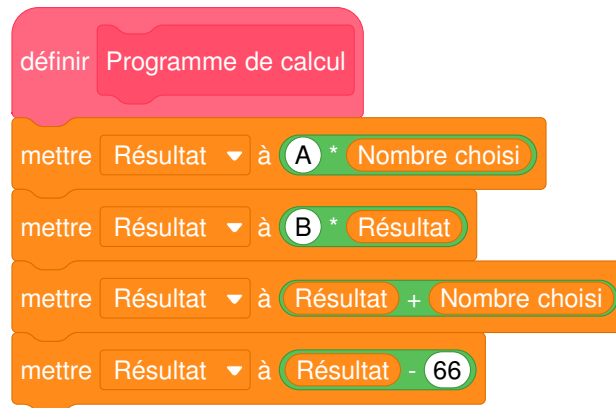 définir Programme de calcul
mettre Résultat à A * Nombre choisi
mettre Résultat à B * Résultat
mettre Résultat à Résultat + Nombre choisi
mettre Résultat à Résultat - 66